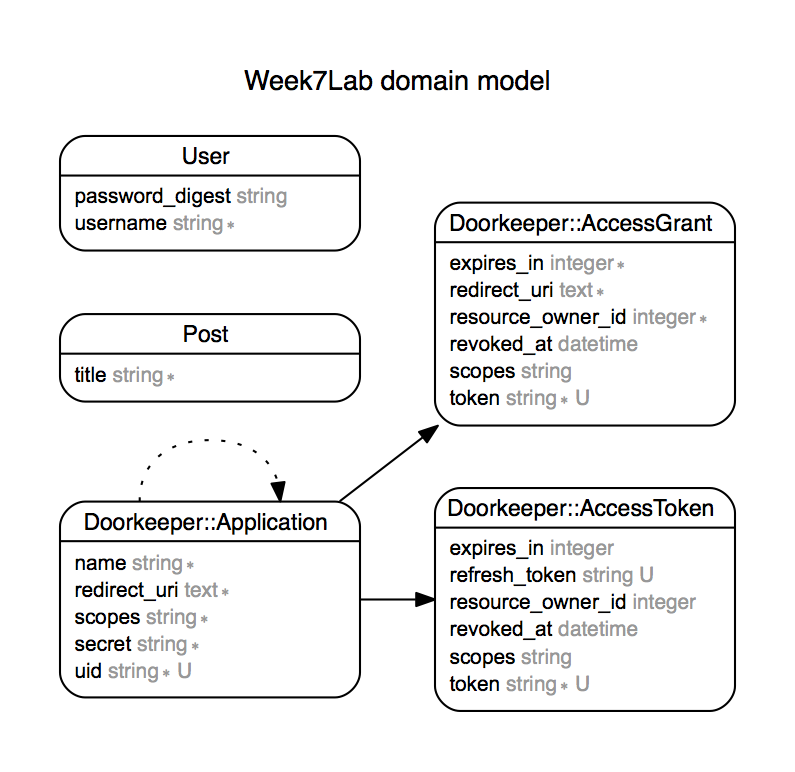 Week7Lab domain model
User
password_digest string
username string *
Post
title string *
Doorkeeper::Application
name string *
redirect_uri text *
scopes string *
secret string *
uid string * U
Doorkeeper::AccessGrant
expires_in integer *
redirect_uri text *
resource_owner_id integer *
revoked_at datetime
scopes string
token string * U
Doorkeeper::AccessToken
expires_in integer
refresh_token string U
resource_owner_id integer
revoked_at datetime
scopes string
token string * U